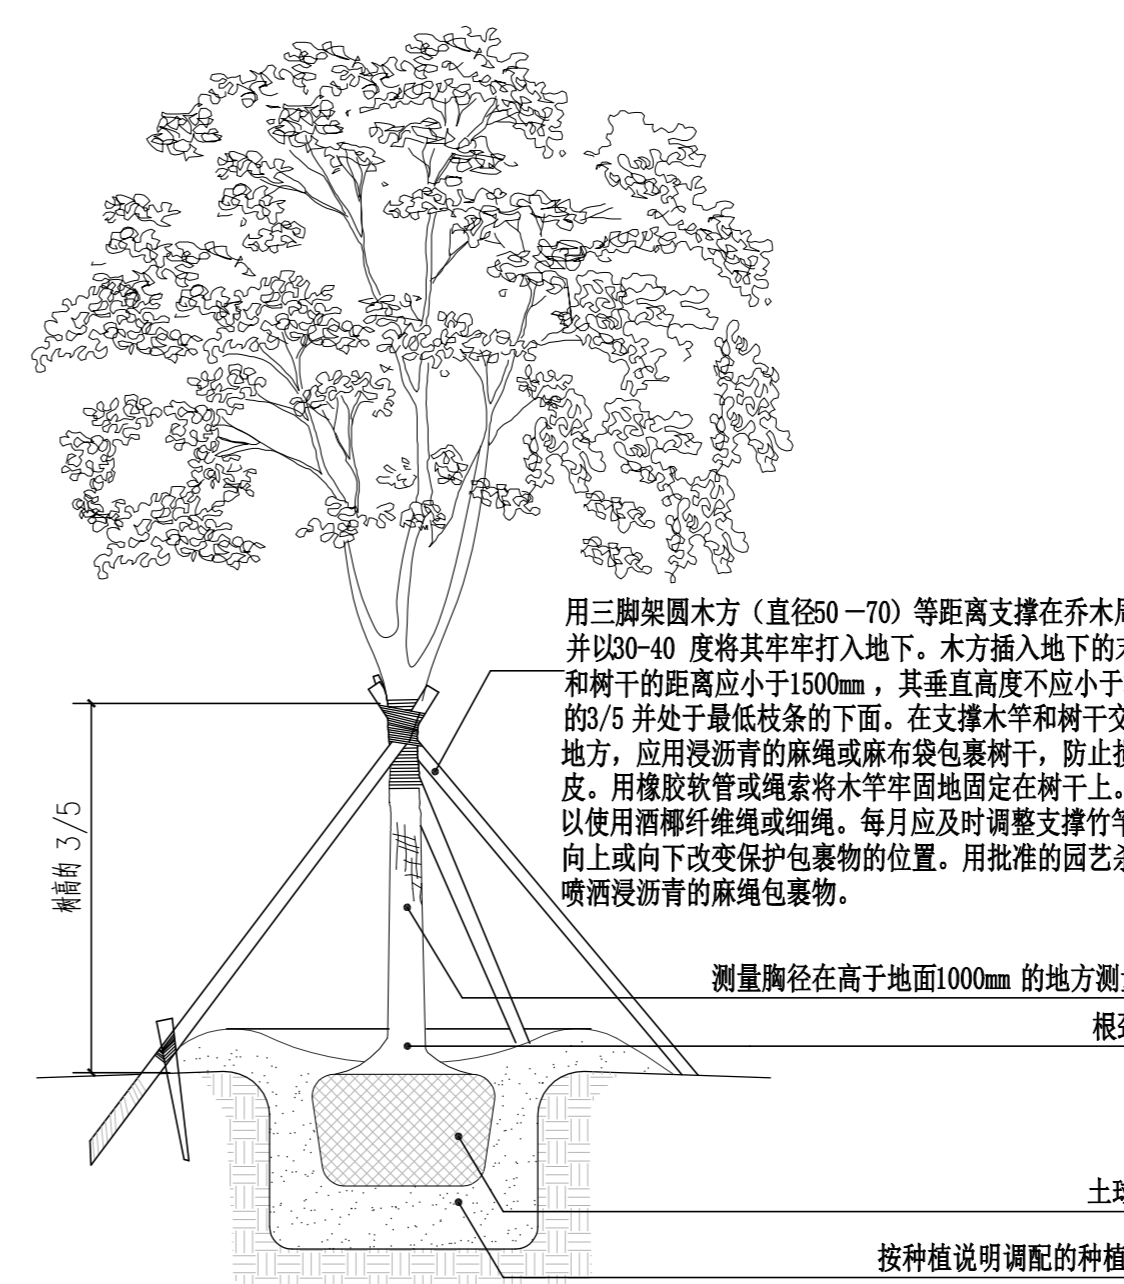 用三脚架圆木方（直径50－70）等距离支撑在乔木
并以30-40 度将其牢牢打入地下。木方插入地下的
和树干的距离应小于1500mm ，其垂直高度不应小于
的3/5 并处于最低枝条的下面。在支撑木竿和树干交
地方，应用浸沥青的麻绳或麻布袋包裹树干，防止
皮。用橡胶软管或绳索将木竿牢固地固定在树干上。
以使用酒椰纤维绳或细绳。每月应及时调整支撑竹竿
向上或向下改变保护包裹物的位置。用批准的园艺
喷洒浸沥青的麻绳包裹物。
树高的 3/5
测量胸径在高于地面1000mm 的地方测
根
土
按种植说明调配的种植